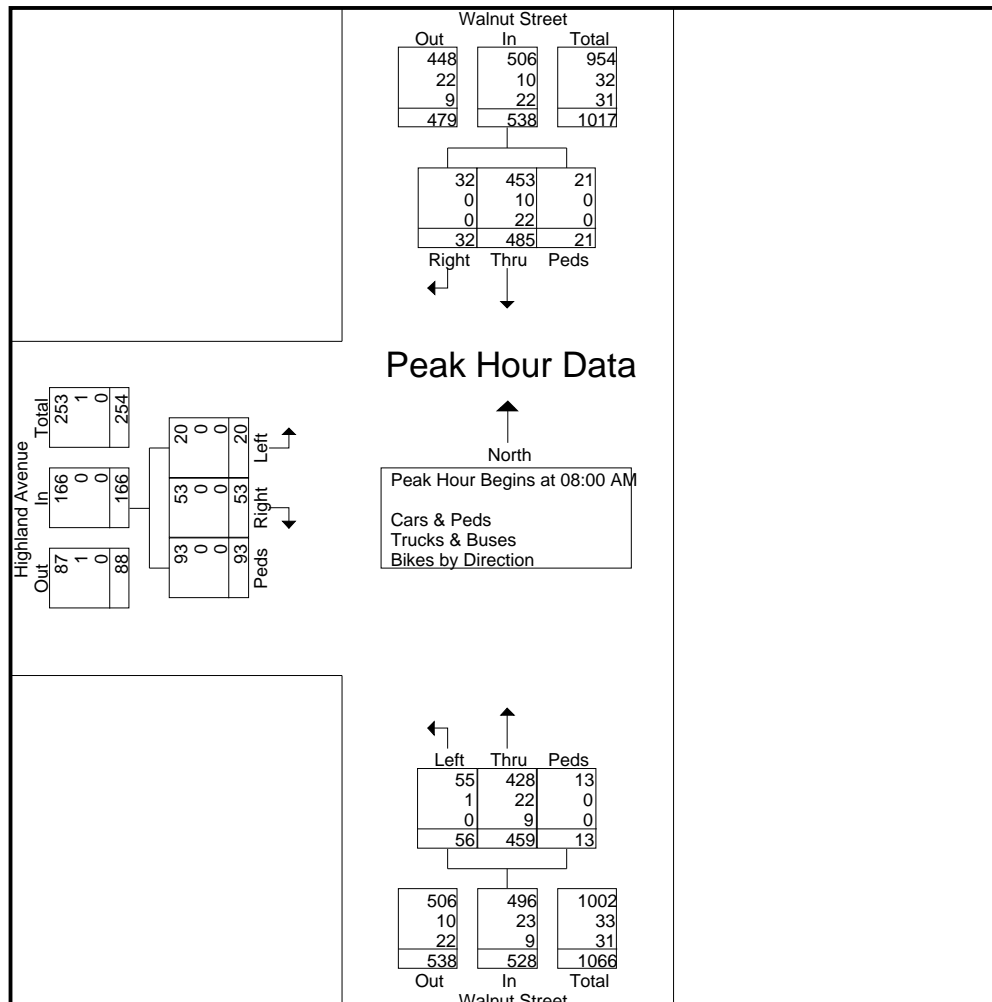 Walnut Street
Out In Total
448 506 954
22 10 32
9 22 31
479 538 1017
32 453 21
0 10 0
0 22 0
32 485 21
Right Thru Peds
Peak Hour Data
Highland Avenue
Out In Total
87 166 253
1 0 1
0 0 0
88 166 254
93 53 20
0 0 0
0 0 0
93 53 20
Peds Right Left
North
Peak Hour Begins at 08:00 AM
Cars & Peds
Trucks & Buses
Bikes by Direction
Left Thru Peds
55 428 13
1 22 0
0 9 0
56 459 13
506 496 1002
10 23 33
22 9 31
538 528 1066
Out In Total
Walnut Street